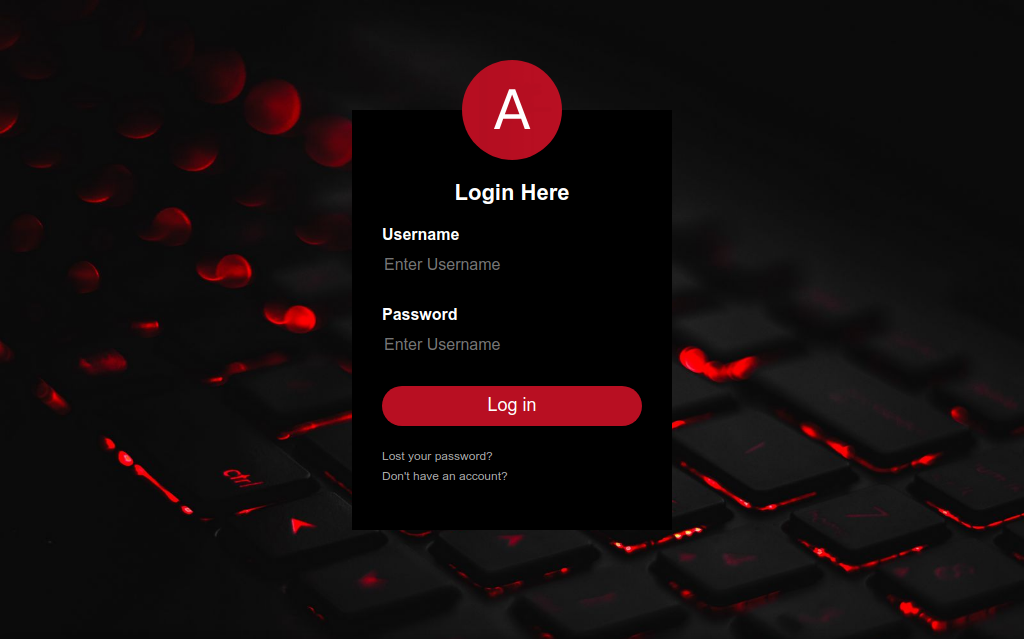 A
Login Here
Username
Enter Username
Password
Enter Username
Log in
Lost your password?
Don't have an account?
ctrl